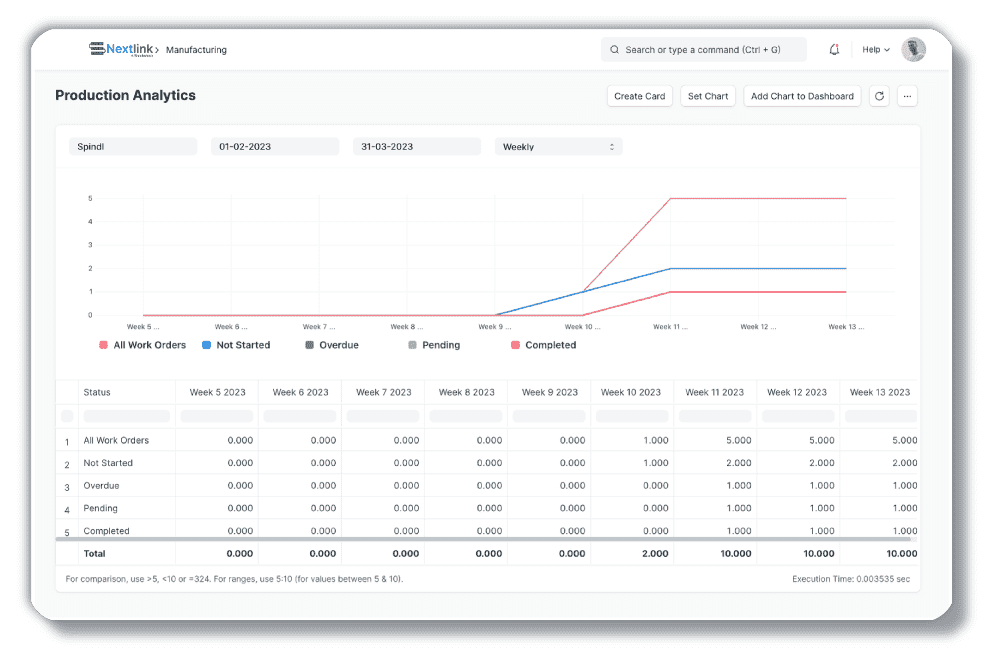 Nextlink Manufacturing
Search or type a command (Ctrl + G)
Help
Production Analytics
Create Card
Set Chart
Add Chart to Dashboard
...
Spindl
01-02-2023
31-03-2023
Weekly
5
4
3
2
1
0
Week 5 ... Week 6 ... Week 7 ... Week 8 ... Week 9 ... Week 10 ... Week 11 ... Week 12 ... Week 13 ...
All Work Orders Not Started Overdue Pending Completed
Status Week 5 2023 Week 6 2023 Week 7 2023 Week 8 2023 Week 9 2023 Week 10 2023 Week 11 2023 Week 12 2023 Week 13 2023
1 All Work Orders 0.000 0.000 0.000 0.000 0.000 1.000 5.000 5.000 5.000
2 Not Started 0.000 0.000 0.000 0.000 0.000 1.000 2.000 2.000 2.000
3 Overdue 0.000 0.000 0.000 0.000 0.000 0.000 1.000 1.000 1.000
4 Pending 0.000 0.000 0.000 0.000 0.000 0.000 1.000 1.000 1.000
5 Completed 0.000 0.000 0.000 0.000 0.000 0.000 1.000 1.000 1.000
Total 0.000 0.000 0.000 0.000 0.000 2.000 10.000 10.000 10.000
For comparison, use >5, <10 or =324. For ranges, use 5:10 (for values between 5 & 10).
Execution Time: 0.003535 sec